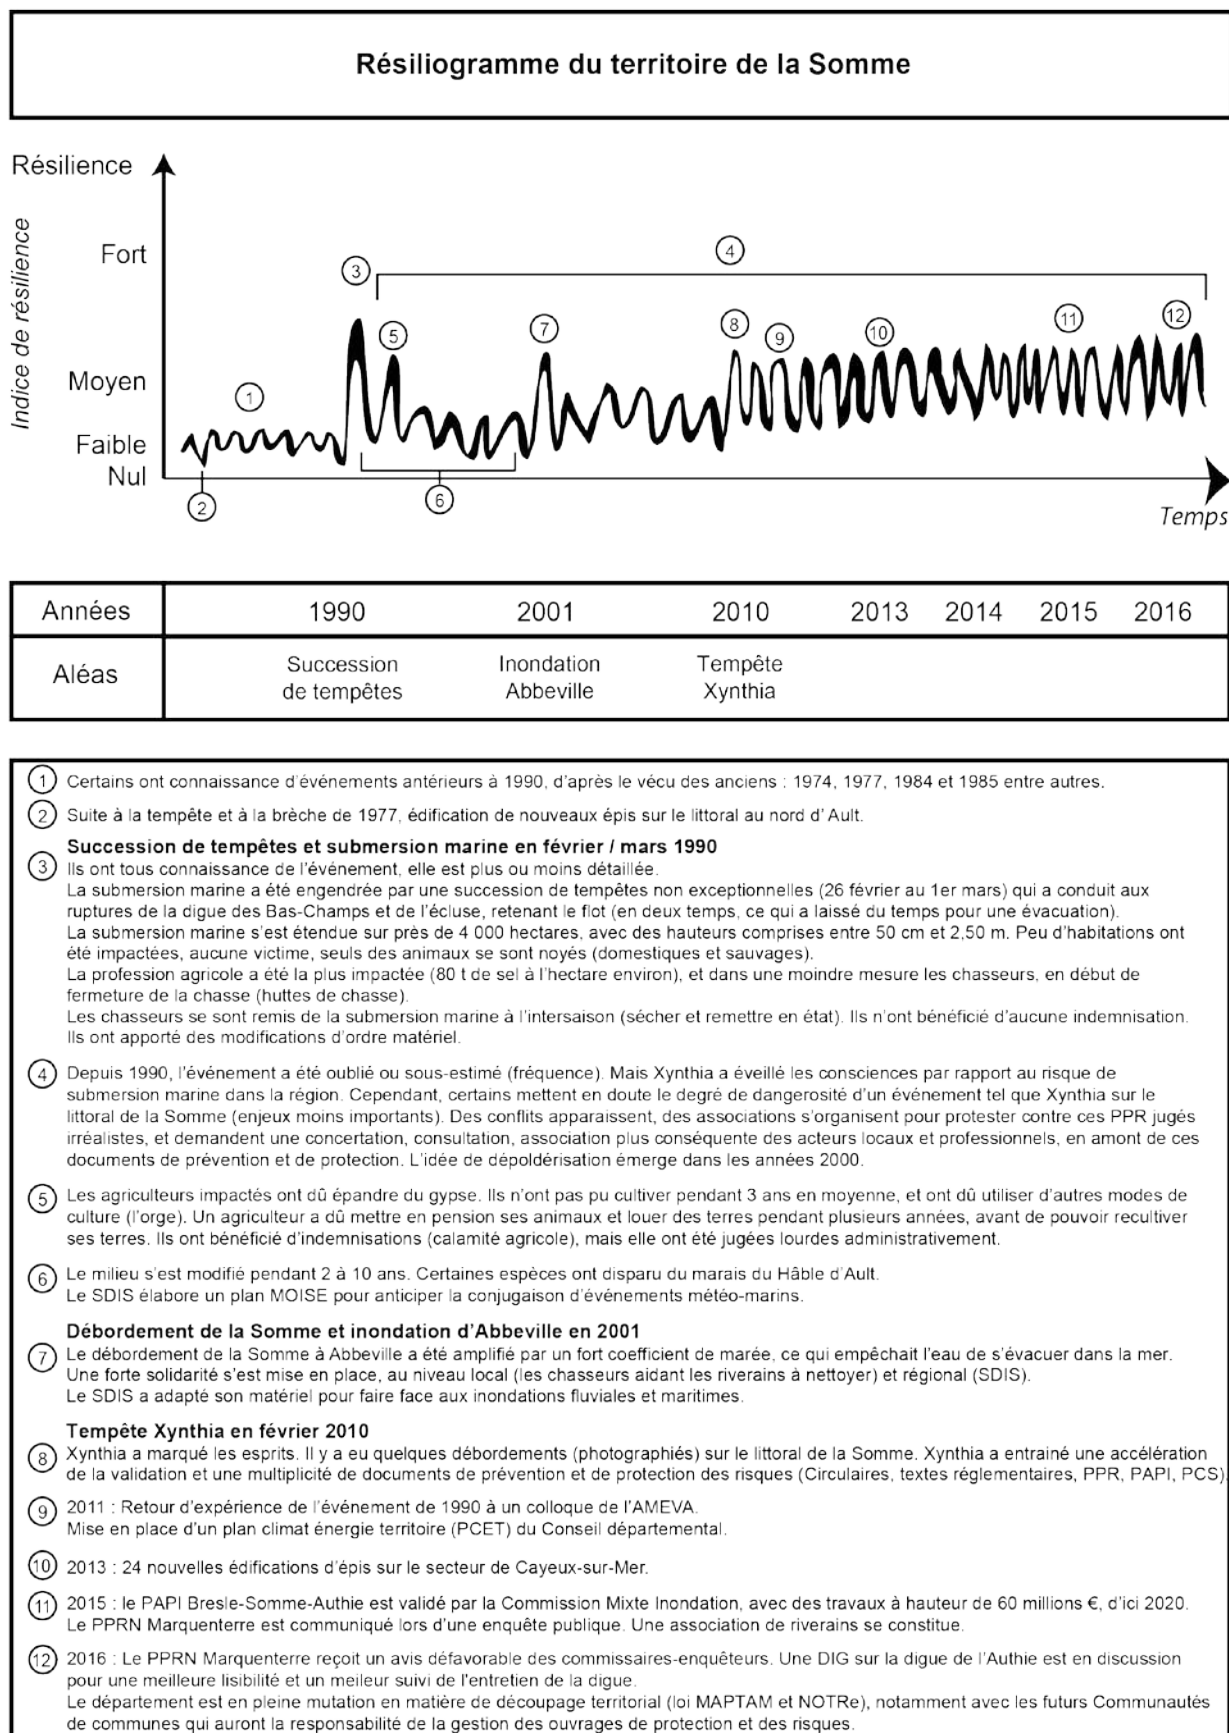 Résiliogramme du territoire de la Somme
Résilience
Indice de résilience
Fort
Moyen
Faible
Nul
1
2
3
4
5
6
7
8
9
10
11
12
Temps
Années 1990 2001 2010 2013 2014 2015 2016
Aléas
Succession
de tempêtes
Inondation
Abbeville
Tempête
Xynthia
1 Certains ont connaissance d'événements antérieurs à 1990, d'après le vécu des anciens : 1974, 1977, 1984 et 1985 entre autres.
2 Suite à la tempête et à la brèche de 1977, édification de nouveaux épis sur le littoral au nord d'Ault.
Succession de tempêtes et submersion marine en février / mars 1990
3 Ils ont tous connaissance de l'événement, elle est plus ou moins détaillée.
La submersion marine a été engendrée par une succession de tempêtes non exceptionnelles (26 février au 1er mars) qui a conduit aux
ruptures de la digue des Bas-Champs et de l'écluse, retenant le flot (en deux temps, ce qui a laissé du temps pour une évacuation).
La submersion marine s'est étendue sur près de 4 000 hectares, avec des hauteurs comprises entre 50 cm et 2,50 m. Peu d'habitations ont
été impactées, aucune victime, seuls des animaux se sont noyés (domestiques et sauvages).
La profession agricole a été la plus impactée (80 t de sel à l'hectare environ), et dans une moindre mesure les chasseurs, en début de
fermeture de la chasse (huttes de chasse).
Les chasseurs se sont remis de la submersion marine à l'intersaison (sécher et remettre en état). Ils n'ont bénéficié d'aucune indemnisation.
Ils ont apporté des modifications d'ordre matériel.
4 Depuis 1990, l'événement a été oublié ou sous-estimé (fréquence). Mais Xynthia a éveillé les consciences par rapport au risque de
submersion marine dans la région. Cependant, certains mettent en doute le degré de dangerosité d'un événement tel que Xynthia sur le
littoral de la Somme (enjeux moins importants). Des conflits apparaissent, des associations s'organisent pour protester contre ces PPR jugés
irréalistes, et demandent une concertation, consultation, association plus conséquente des acteurs locaux et professionnels, en amont de ces
documents de prévention et de protection. L'idée de dépoldérisation émerge dans les années 2000.
5 Les agriculteurs impactés ont dû épandre du gypse. Ils n'ont pas pu cultiver pendant 3 ans en moyenne, et ont dû utiliser d'autres modes de
culture (l'orge). Un agriculteur a dû mettre en pension ses animaux et louer des terres pendant plusieurs années, avant de pouvoir recultiver
ses terres. Ils ont bénéficié d'indemnisations (calamité agricole), mais elle ont été jugées lourdes administrativement.
6 Le milieu s'est modifié pendant 2 à 10 ans. Certaines espèces ont disparu du marais du Hâble d'Ault.
Le SDIS élabore un plan MOISE pour anticiper la conjugaison d'événements météo-marins.
Débordement de la Somme et inondation d'Abbeville en 2001
7 Le débordement de la Somme à Abbeville a été amplifié par un fort coefficient de marée, ce qui empêchait l'eau de s'évacuer dans la mer.
Une forte solidarité s'est mise en place, au niveau local (les chasseurs aidant les riverains à nettoyer) et régional (SDIS).
Le SDIS a adapté son matériel pour faire face aux inondations fluviales et maritimes.
Tempête Xynthia en février 2010
8 Xynthia a marqué les esprits. Il y a eu quelques débordements (photographiés) sur le littoral de la Somme. Xynthia a entrainé une accélération
de la validation et une multiplicité de documents de prévention et de protection des risques (Circulaires, textes réglementaires, PPR, PAPI, PCS).
9 2011 : Retour d'expérience de l'événement de 1990 à un colloque de l'AMEVA.
Mise en place d'un plan climat énergie territoire (PCET) du Conseil départemental.
10 2013 : 24 nouvelles édifications d'épis sur le secteur de Cayeux-sur-Mer.
11 2015 : le PAPI Bresle-Somme-Authie est validé par la Commission Mixte Inondation, avec des travaux à hauteur de 60 millions €, d'ici 2020.
Le PPRN Marquenterre est communiqué lors d'une enquête publique. Une association de riverains se constitue.
12 2016 : Le PPRN Marquenterre reçoit un avis défavorable des commissaires-enquêteurs. Une DIG sur la digue de l'Authie est en discussion
pour une meilleure lisibilité et un meileur suivi de l'entretien de la digue.
Le département est en pleine mutation en matière de découpage territorial (loi MAPTAM et NOTRe), notamment avec les futurs Communautés
de communes qui auront la responsabilité de la gestion des ouvrages de protection et des risques.